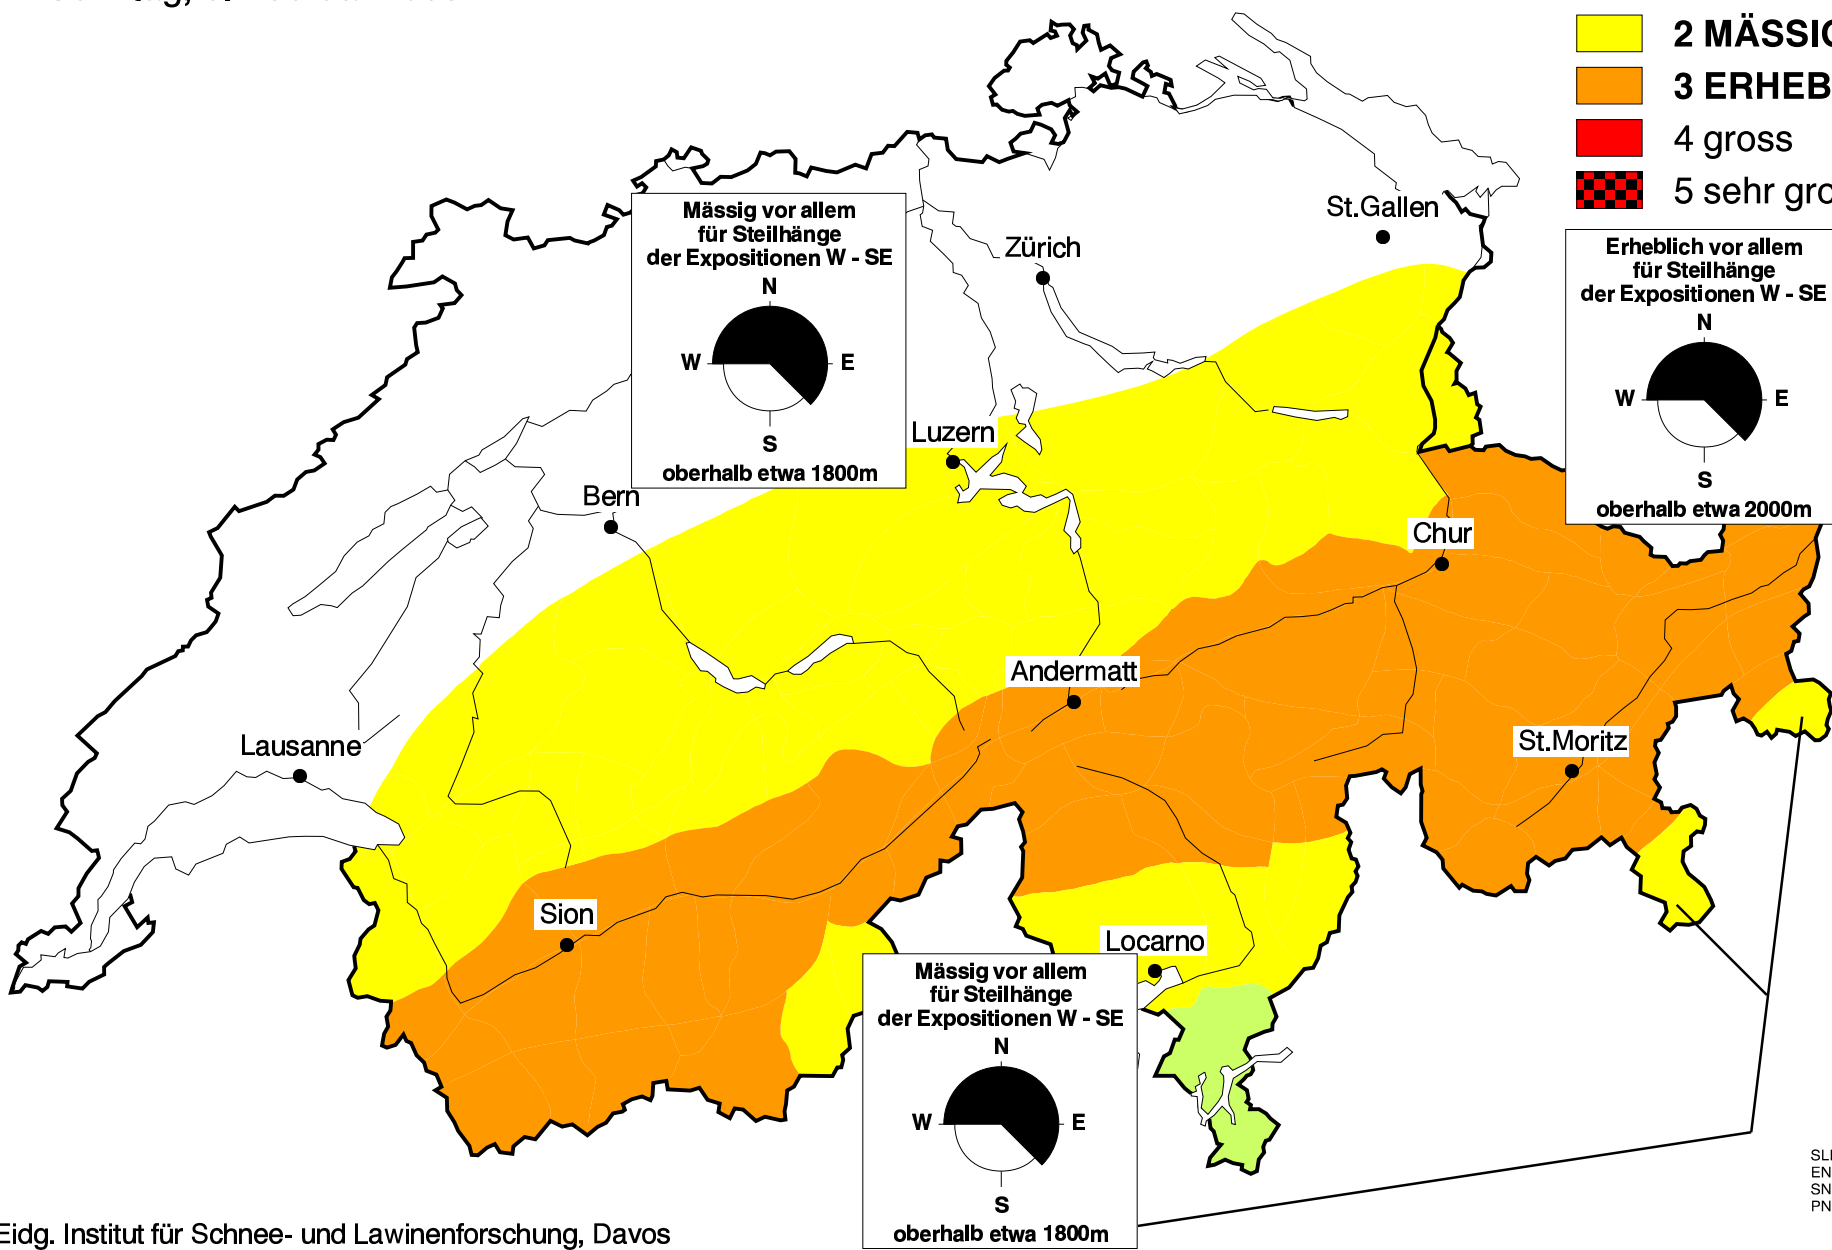 2 MÄSSIG
3 ERHEB
4 gross
5 sehr gro
Mässig vor allem
für Steilhänge
der Expositionen W - SE
N
W E
S
oberhalb etwa 1800m
Erheblich vor allem
für Steilhänge
der Expositionen W - SE
N
W E
S
oberhalb etwa 2000m
St.Gallen
Zürich
Luzern
Bern
Chur
Andermatt
Lausanne
St.Moritz
Sion
Locarno
Mässig vor allem
für Steilhänge
der Expositionen W - SE
N
W E
S
oberhalb etwa 1800m
EN
SN
PN
Eidg. Institut für Schnee- und Lawinenforschung, Davos